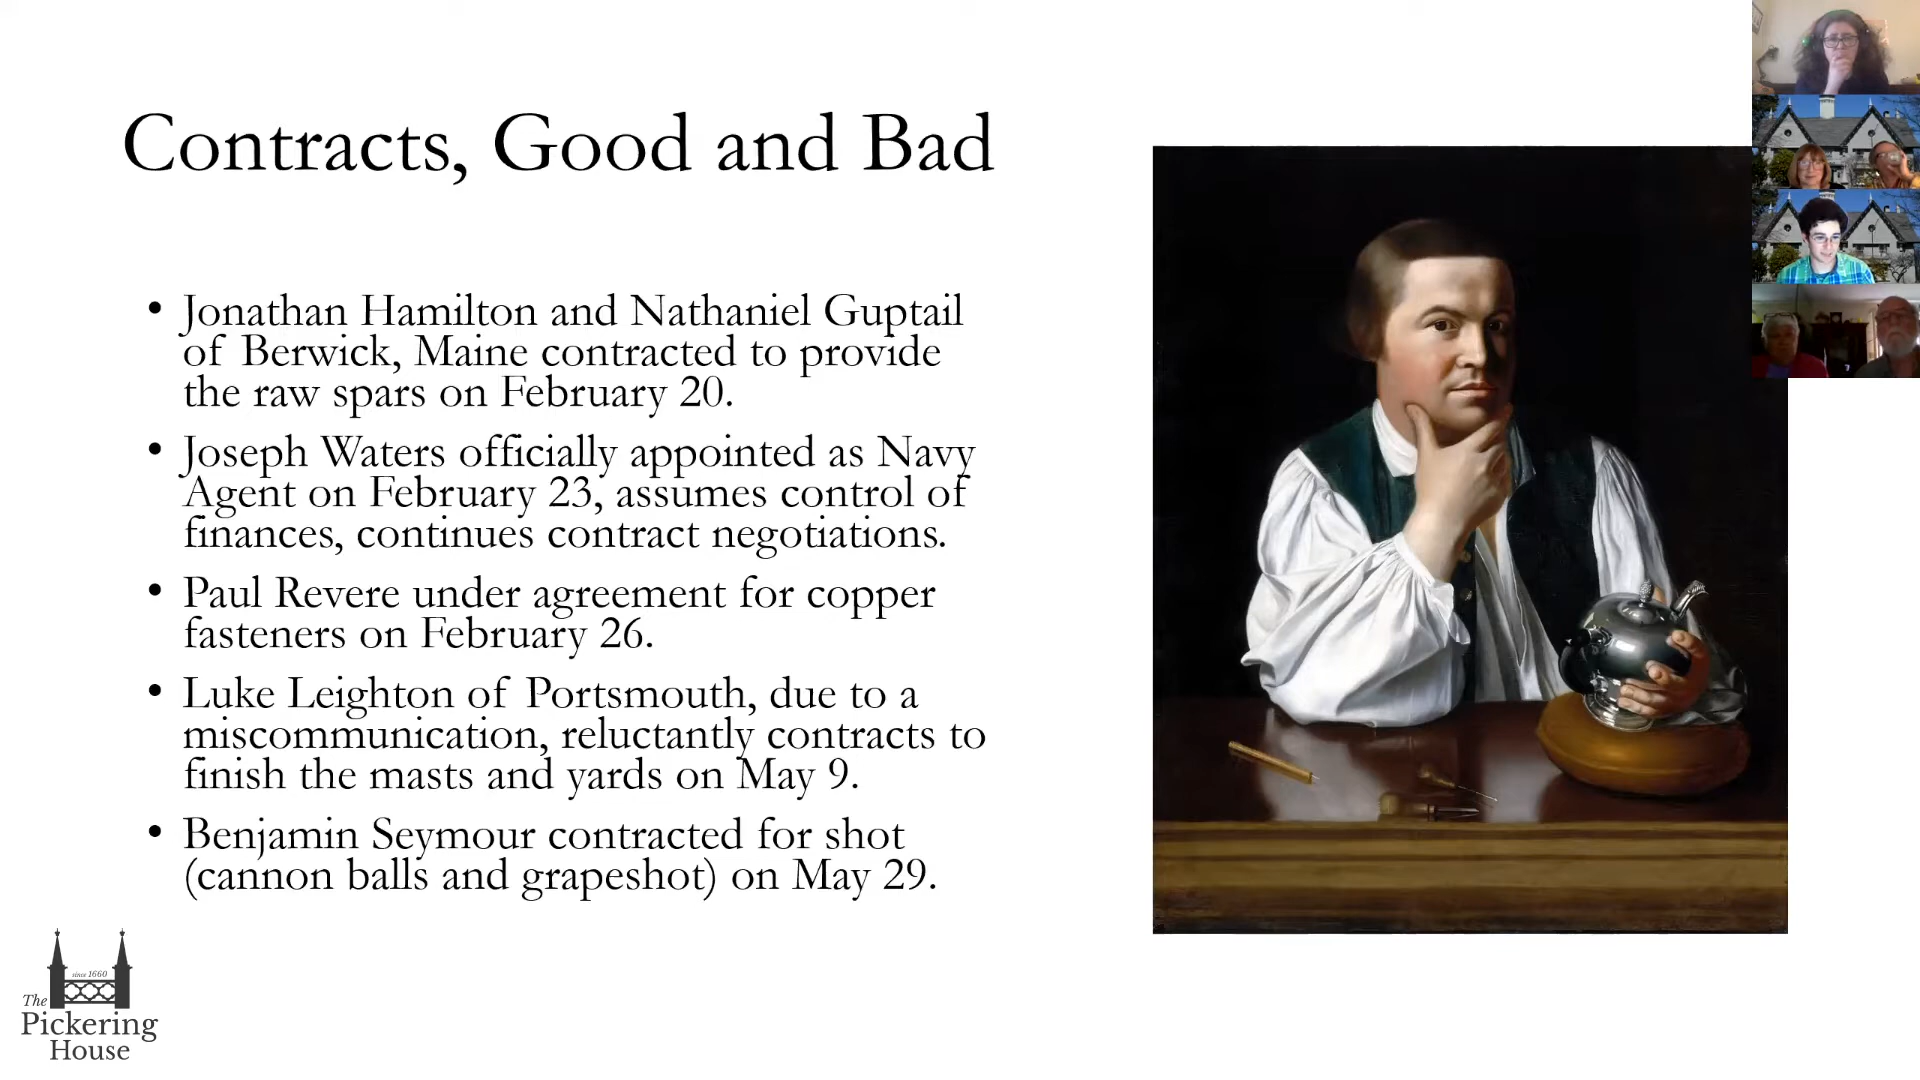 Contracts, Good and Bad
• Jonathan Hamilton and Nathaniel Guptail
of Berwick, Maine contracted to provide
the raw spars on February 20.
• Joseph Waters officially appointed as Navy
Agent on February 23, assumes control of
finances, continues contract negotiations.
• Paul Revere under agreement for copper
fasteners on February 26.
• Luke Leighton of Portsmouth, due to a
miscommunication, reluctantly contracts to
finish the masts and yards on May 9.
• Benjamin Seymour contracted for shot
(cannon balls and grapeshot) on May 29.
since 1660
The
Pickering
House